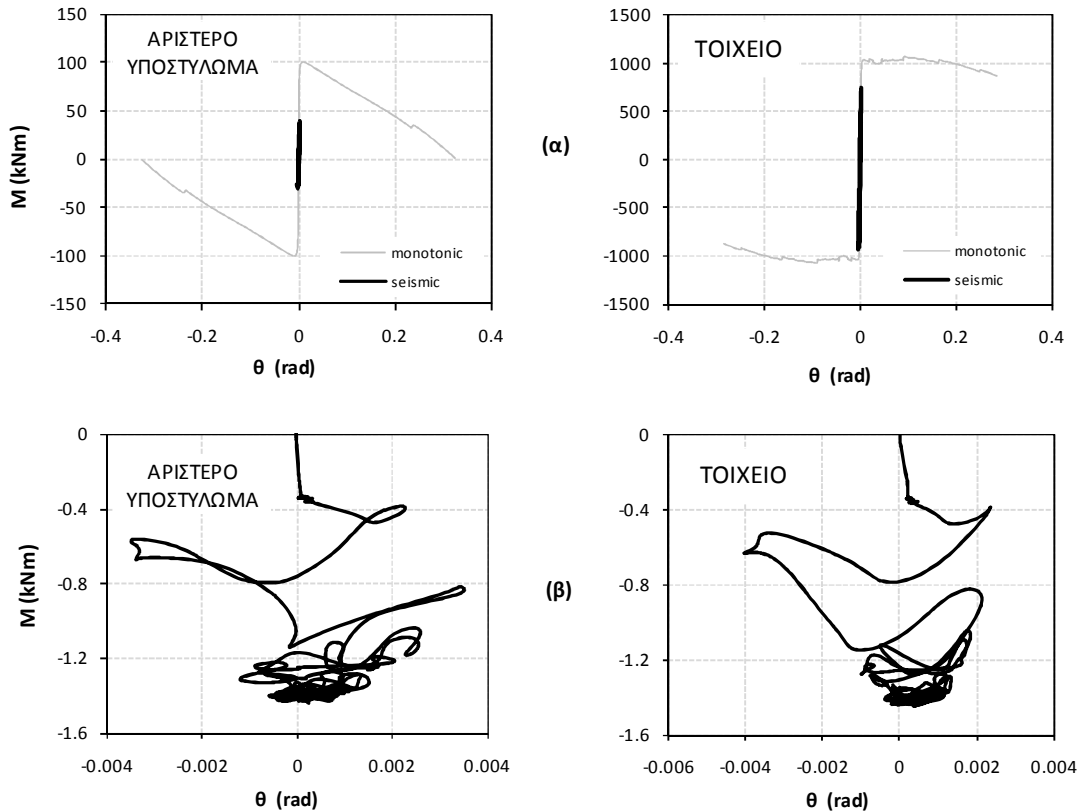 ΑΡΙΣΤΕΡΟ
ΥΠΟΣΤΥΛΩΜΑ
150
100
50
0
-50
-100
-150
M (kNm)
monotonic
seismic
-0.4
-0.2
0
0.2
0.4
θ (rad)
(α)
ΤΟΙΧΕΙΟ
1500
1000
500
0
-500
-1000
-1500
monotonic
seismic
-0.4
-0.2
0
0.2
0.4
θ (rad)
ΑΡΙΣΤΕΡΟ
ΥΠΟΣΤΥΛΩΜΑ
0
-0.4
-0.8
-1.2
-1.6
M (kNm)
-0.004
-0.002
0
0.002
0.004
θ (rad)
(β)
ΤΟΙΧΕΙΟ
0
-0.4
-0.8
-1.2
-1.6
-0.006
-0.004
-0.002
0
0.002
0.004
θ (rad)